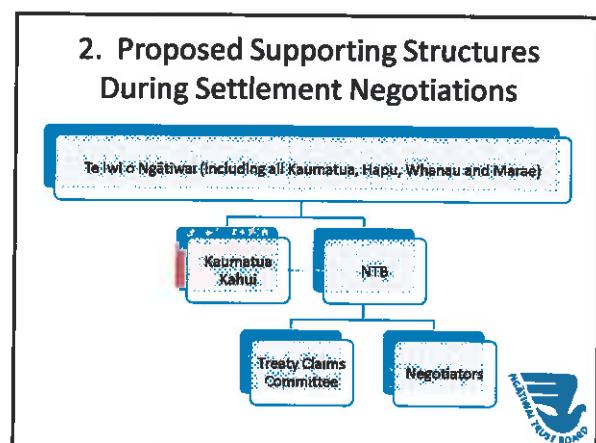 2. Proposed Supporting Structures
During Settlement Negotiations
Te Iwi o Ngātiwai (including all Kaumatua, Hapu, Whanau and Marae)
Kaumatua
Kahui
NTB
Treaty Claims
Committee
Negotiators
NGĀTIWAI TRUST BOARD